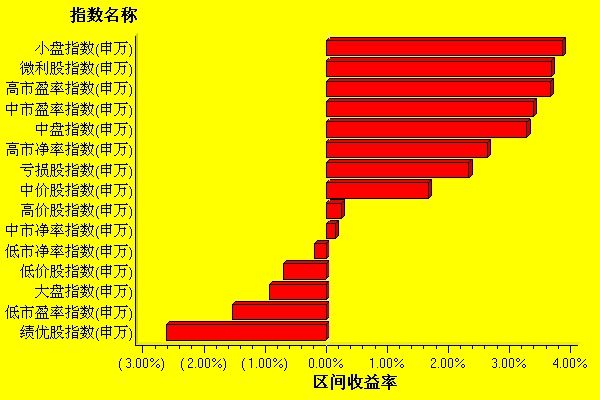 指数名称
小盘指数(申万)
微利股指数(申万)
高市盈率指数(申万)
中市盈率指数(申万)
中盘指数(申万)
高市净率指数(申万)
亏损股指数(申万)
中价股指数(申万)
高价股指数(申万)
中市净率指数(申万)
低市净率指数(申万)
低价股指数(申万)
大盘指数(申万)
低市盈率指数(申万)
绩优股指数(申万)
(3.00%) (2.00%) (1.00%) 0.00% 1.00% 2.00% 3.00% 4.00%
区间收益率